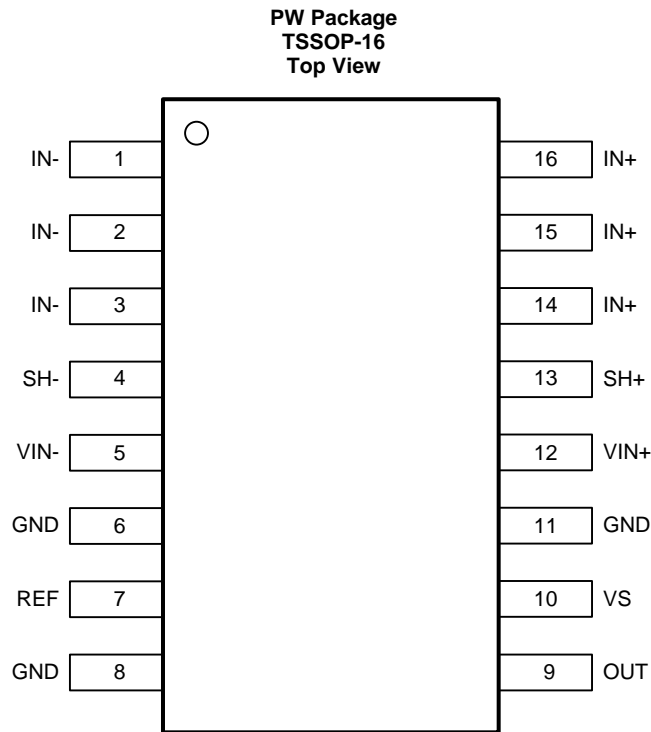 PW Package
TSSOP-16
Top View
IN- 1 16 IN+
IN- 2 15 IN+
IN- 3 14 IN+
SH- 4 13 SH+
VIN- 5 12 VIN+
GND 6 11 GND
REF 7 10 VS
GND 8 9 OUT